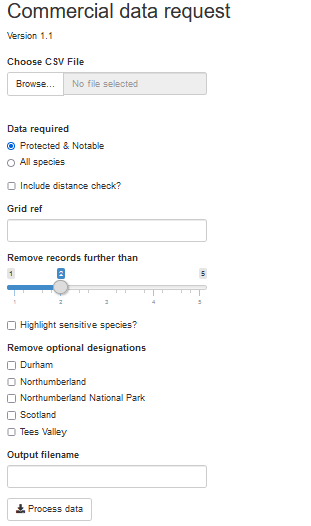 Commercial data request
Version 1.1
Choose CSV File
Browse... No file selected
Data required
Protected & Notable
All species
Include distance check?
Grid ref
Remove records further than
1 2 5
1 2 3 4 5
Highlight sensitive species?
Remove optional designations
Durham
Northumberland
Northumberland National Park
Scotland
Tees Valley
Output filename
Process data